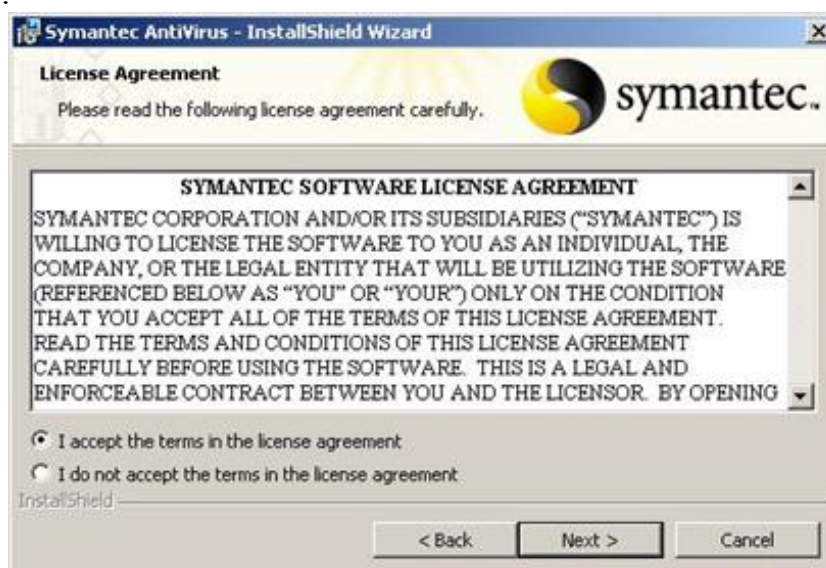 .
Symantec AntiVirus - InstallShield Wizard
License Agreement
Please read the following license agreement carefully.
symantec.
SYMANTEC SOFTWARE LICENSE AGREEMENT
SYMANTEC CORPORATION AND/OR ITS SUBSIDIARIES (“SYMANTEC”) IS
WILLING TO LICENSE THE SOFTWARE TO YOU AS AN INDIVIDUAL, THE
COMPANY, OR THE LEGAL ENTITY THAT WILL BE UTILIZING THE SOFTWARE
(REFERENCED BELOW AS “YOU” OR “YOUR”) ONLY ON THE CONDITION
THAT YOU ACCEPT ALL OF THE TERMS OF THIS LICENSE AGREEMENT.
READ THE TERMS AND CONDITIONS OF THIS LICENSE AGREEMENT
CAREFULLY BEFORE USING THE SOFTWARE. THIS IS A LEGAL AND
ENFORCEABLE CONTRACT BETWEEN YOU AND THE LICENSOR. BY OPENING
I accept the terms in the license agreement
I do not accept the terms in the license agreement
InstallShield
< Back Next > Cancel